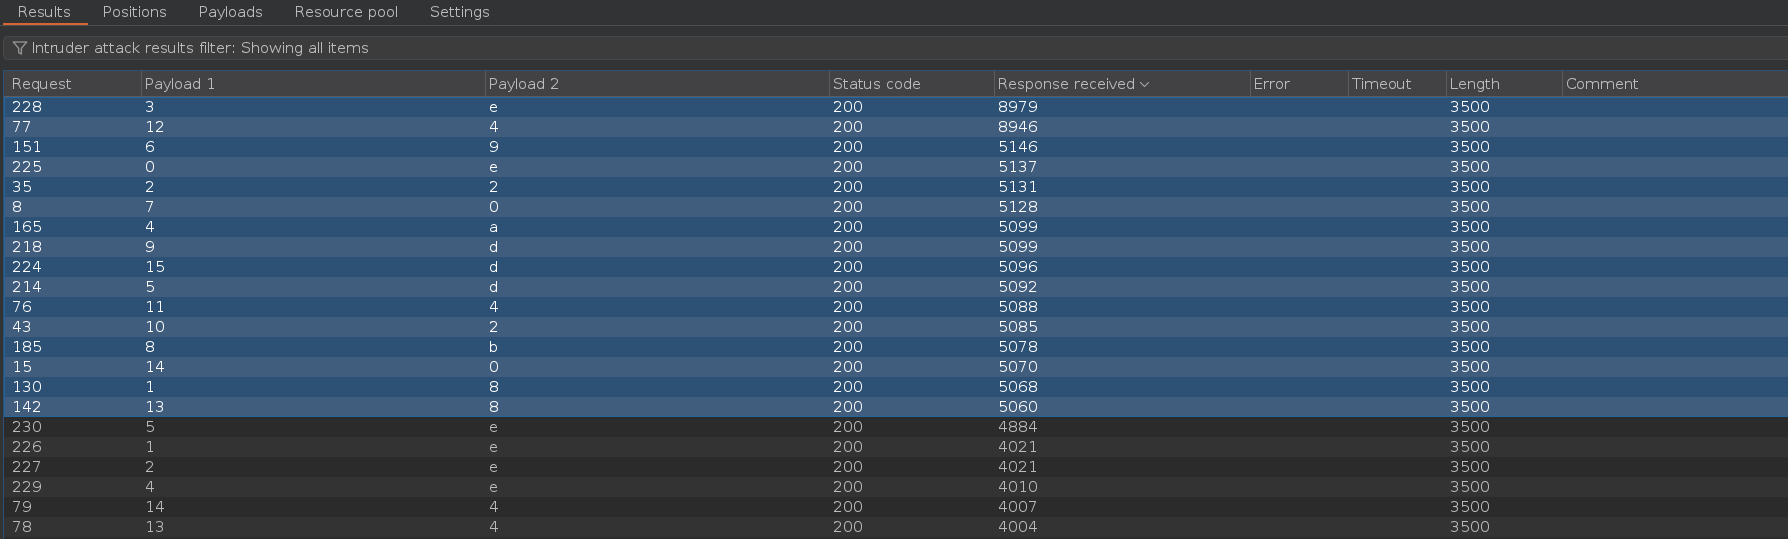 Results Positions Payloads Resource pool Settings
Intruder attack results filter: Showing all items
Request Payload 1 Payload 2 Status code Response received Error Timeout Length Comment
228 3 e 200 8979 3500
77 12 4 200 8946 3500
151 6 9 200 5146 3500
225 0 e 200 5137 3500
35 2 2 200 5131 3500
8 7 0 200 5128 3500
165 4 a 200 5099 3500
218 9 d 200 5099 3500
224 15 d 200 5096 3500
214 5 d 200 5092 3500
76 11 4 200 5088 3500
43 10 2 200 5085 3500
185 8 b 200 5078 3500
15 14 0 200 5070 3500
130 1 8 200 5068 3500
142 13 8 200 5060 3500
230 5 e 200 4884 3500
226 1 e 200 4021 3500
227 2 e 200 4021 3500
229 4 e 200 4010 3500
79 14 4 200 4007 3500
78 13 4 200 4004 3500